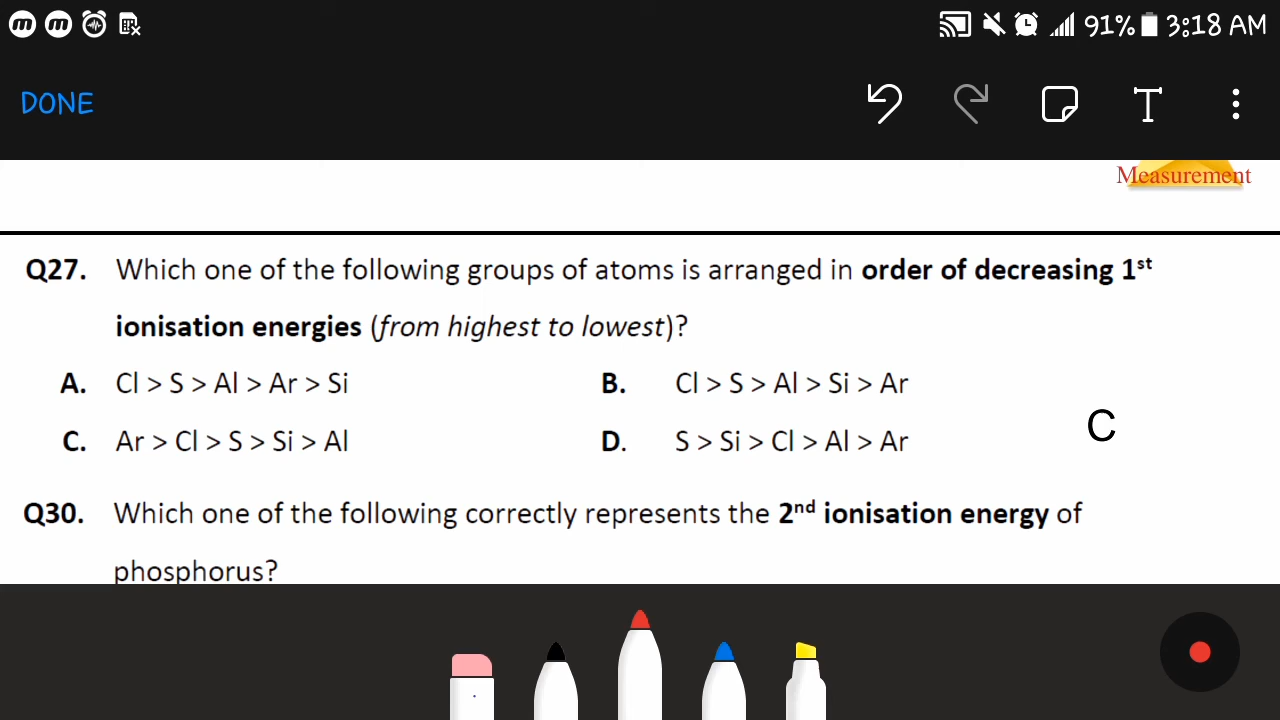 91% 3:18 AM
DONE
T
Measurement
Q27. Which one of the following groups of atoms is arranged in order of decreasing 1st
ionisation energies (from highest to lowest)?
A. Cl > S > Al > Ar > Si B. Cl > S > Al > Si > Ar
C. Ar > Cl > S > Si > Al D. S > Si > Cl > Al > Ar
C
Q30. Which one of the following correctly represents the 2nd ionisation energy of
phosphorus?